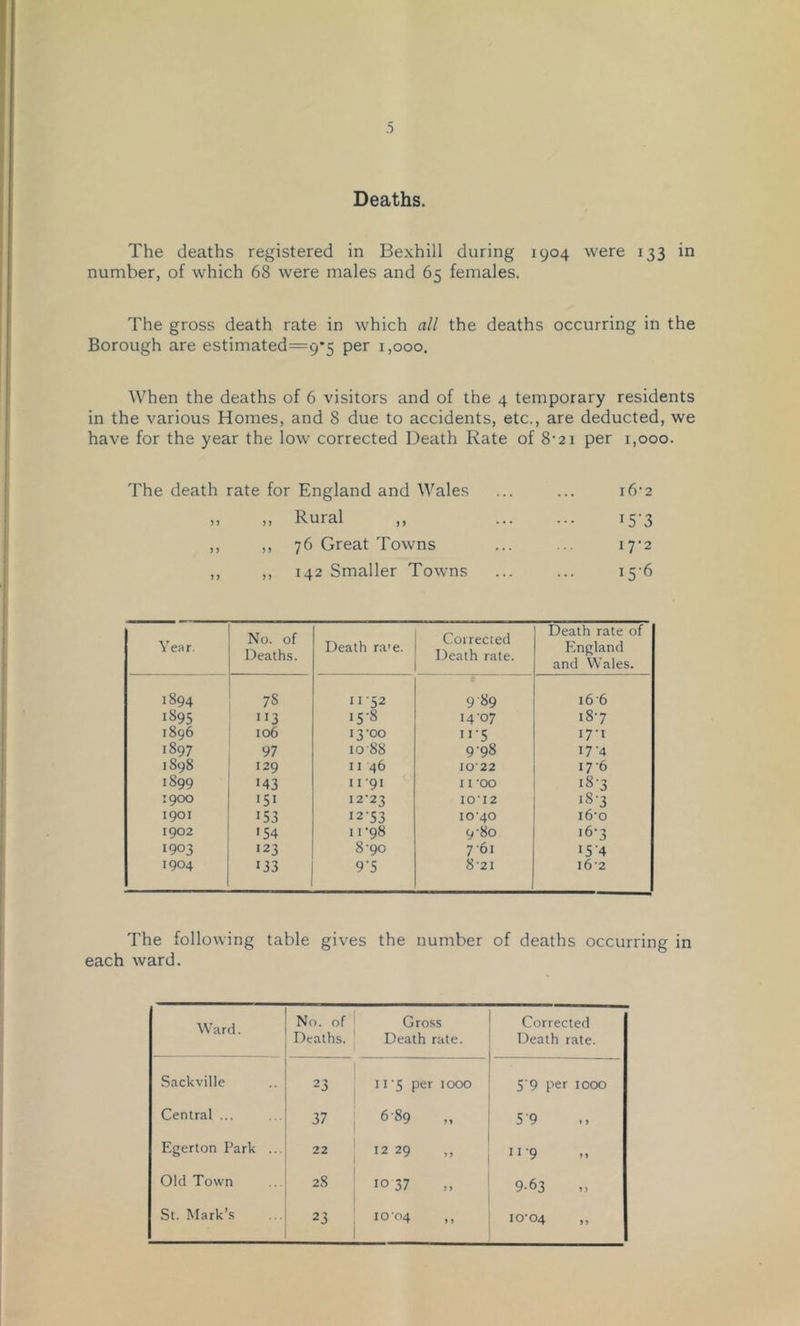 5
Deaths.
The deaths registered in Bexhill during 1904 were 133 in
number, of which 68 were males and 65 females.
The gross death rate in which all the deaths occurring in the
Borough are estimated=9·5 per 1,000.
When the deaths of 6 visitors and of the 4 temporary residents
in the various Homes, and 8 due to accidents, etc., are deducted, we
have for the year the low corrected Death Rate of 8·21 per 1,000.
The death rate for England and Wales ... ... 16·2
,, ,, Rural ,, ... ... 15·3
,, ,, 76 Great Towns ... ... 17·2
,, ,, 142 Smaller Towns ... ... 15·6
Year. No. of Deaths. Death rate. Corrected Death rate. Death rate of England and Wales.
1894 78 11·52 9·89 16·6
1895 113 15·8 14·07 18·7
1896 106 13·00 11·5 17·1
1897 97 10·88 9·98 17·4
1898 129 11·46 10·22 17·6
1899 143 11·91 11·00 18·3
1900 151 12·23 10·12 18·3
1901 153 12·53 10·40 16·0
1902 154 11·98 9·80 16·3
1903 123 8·90 7·61 15·4
1904 133 9·5 8·21 16·2
The following table gives the number of deaths occurring in
each ward.
Ward. No. of Deaths. Gross Death rate. Corrected Death rate.
Sackville .. 23 11·5 per 1000 5·9 per 1000
Central ... ... 37 6·89 ,, 5·9 ,,
Egerton Park ... 22 12·29 ,, 11·9 ,,
Old Town ... 28 10·37 ,, 9.63 ,,
St. Mark's ... 23 10·04 ,, 10·04 ,,